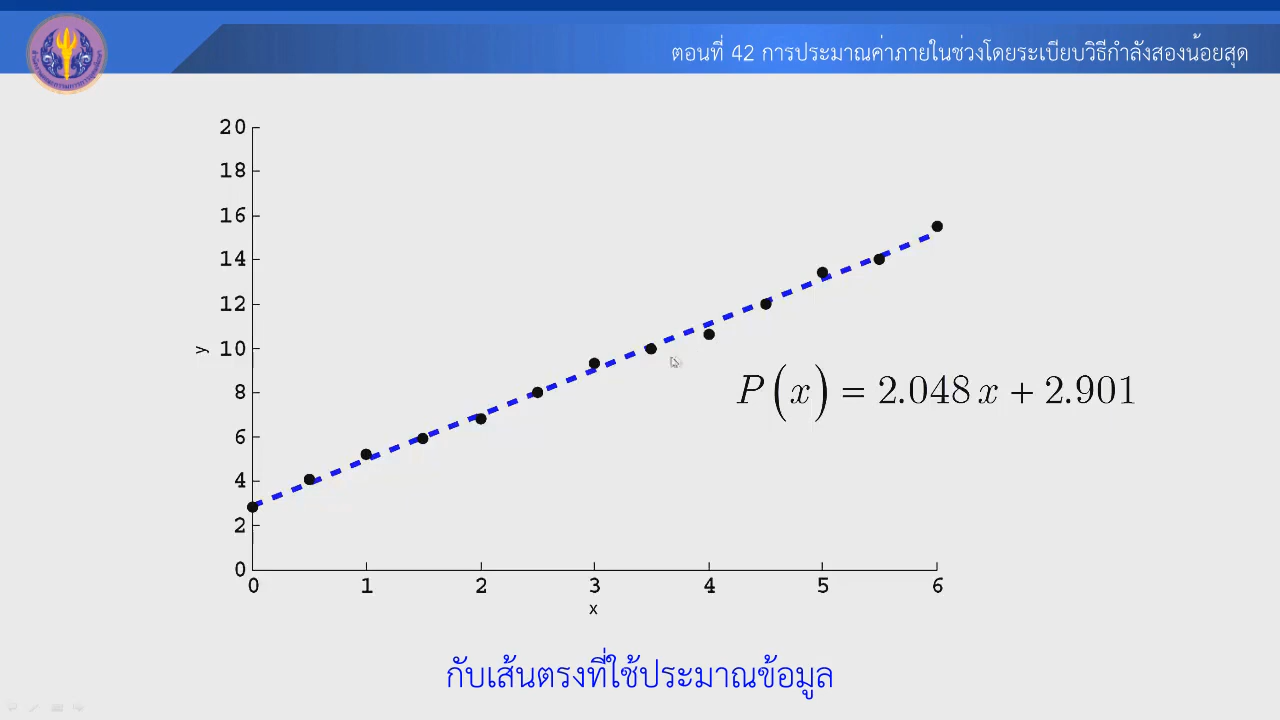 ตอนที่ 42 การประมาณค่าภายในช่วงโดยระเบียบวิธีกำลังสองน้อยสุด
20
18
16
14
12
10
8
6
4
2
0
y
P(x) = 2.048 x + 2.901
0 1 2 3 4 5 6
x
กับเส้นตรงที่ใช้ประมาณข้อมูล